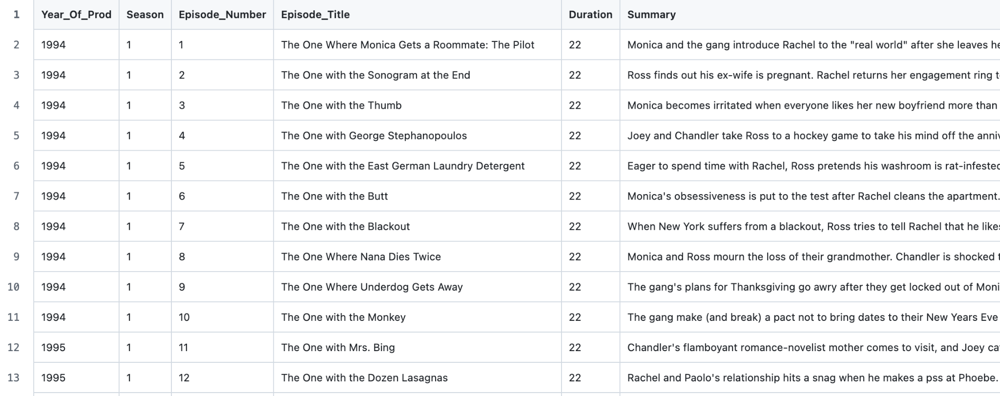 1 Year_Of_Prod Season Episode_Number Episode_Title Duration Summary
2 1994 1 1 The One Where Monica Gets a Roommate: The Pilot 22 Monica and the gang introduce Rachel to the "real world" after she leaves he
3 1994 1 2 The One with the Sonogram at the End 22 Ross finds out his ex-wife is pregnant. Rachel returns her engagement ring t
4 1994 1 3 The One with the Thumb 22 Monica becomes irritated when everyone likes her new boyfriend more than
5 1994 1 4 The One with George Stephanopoulos 22 Joey and Chandler take Ross to a hockey game to take his mind off the anniv
6 1994 1 5 The One with the East German Laundry Detergent 22 Eager to spend time with Rachel, Ross pretends his washroom is rat-infested
7 1994 1 6 The One with the Butt 22 Monica's obsessiveness is put to the test after Rachel cleans the apartment.
8 1994 1 7 The One with the Blackout 22 When New York suffers from a blackout, Ross tries to tell Rachel that he likes
9 1994 1 8 The One Where Nana Dies Twice 22 Monica and Ross mourn the loss of their grandmother. Chandler is shocked t
10 1994 1 9 The One Where Underdog Gets Away 22 The gang's plans for Thanksgiving go awry after they get locked out of Moni
11 1994 1 10 The One with the Monkey 22 The gang make (and break) a pact not to bring dates to their New Years Eve
12 1995 1 11 The One with Mrs. Bing 22 Chandler's flamboyant romance-novelist mother comes to visit, and Joey ca
13 1995 1 12 The One with the Dozen Lasagnas 22 Rachel and Paolo's relationship hits a snag when he makes a pss at Phoebe.